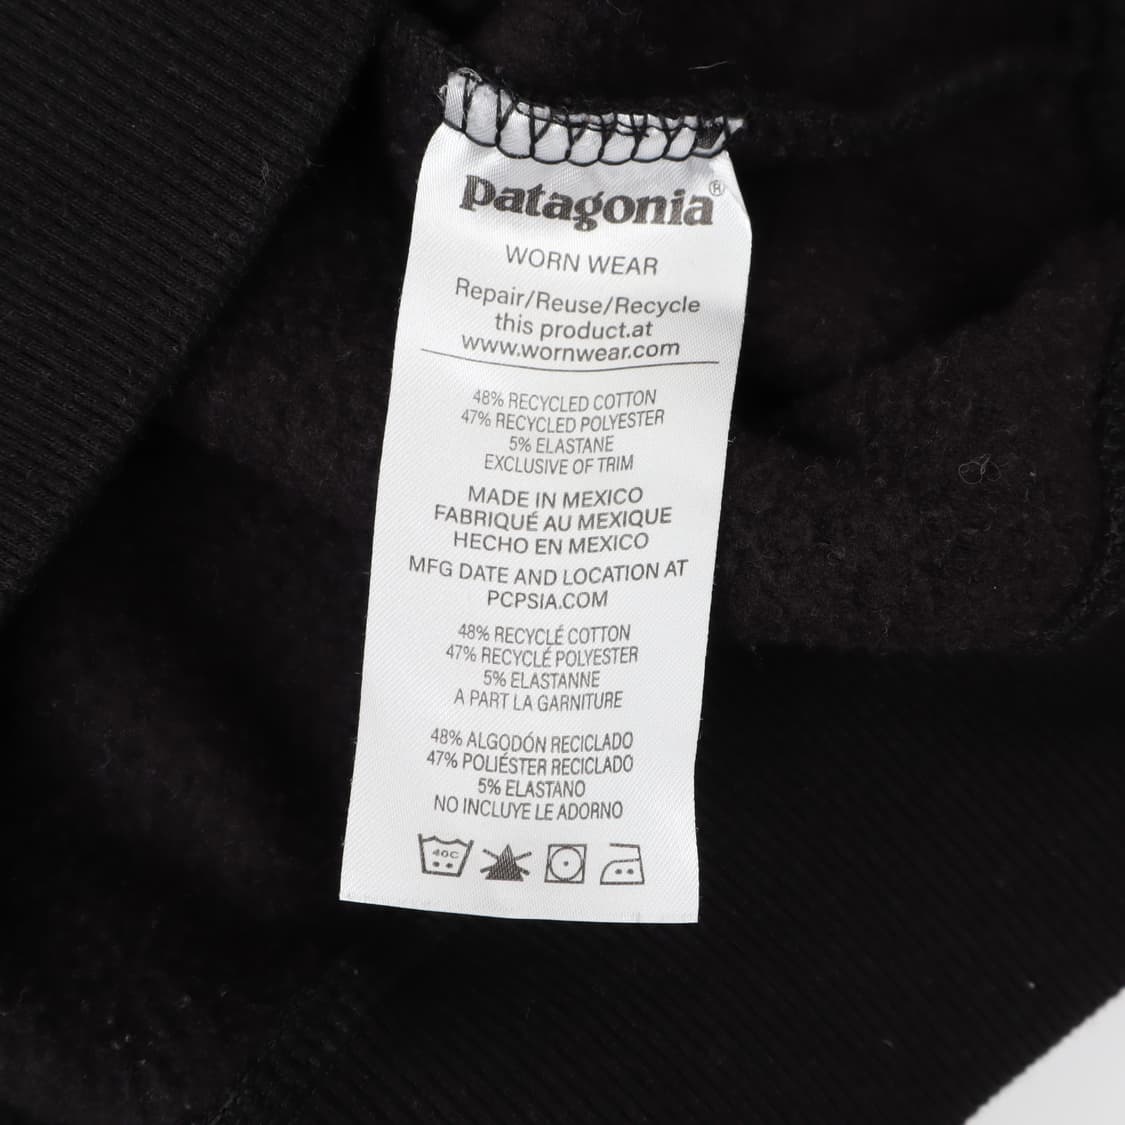 patagonia®
WORN WEAR
Repair/Reuse/Recycle
this product.at
www.wornwear.com
48% RECYCLED COTTON
47% RECYCLED POLYESTER
5% ELASTANE
EXCLUSIVE OF TRIM
MADE IN MEXICO
FABRIQUÉ AU MEXIQUE
HECHO EN MEXICO
MFG DATE AND LOCATION AT
PCPSIA.COM
48% RECYCLÉ COTTON
47% RECYCLÉ POLYESTER
5% ELASTANNE
A PART LA GARNITURE
48% ALGODÓN RECICLADO
47% POLIÉSTER RECICLADO
5% ELASTANO
NO INCLUYE LE ADORNO
40C